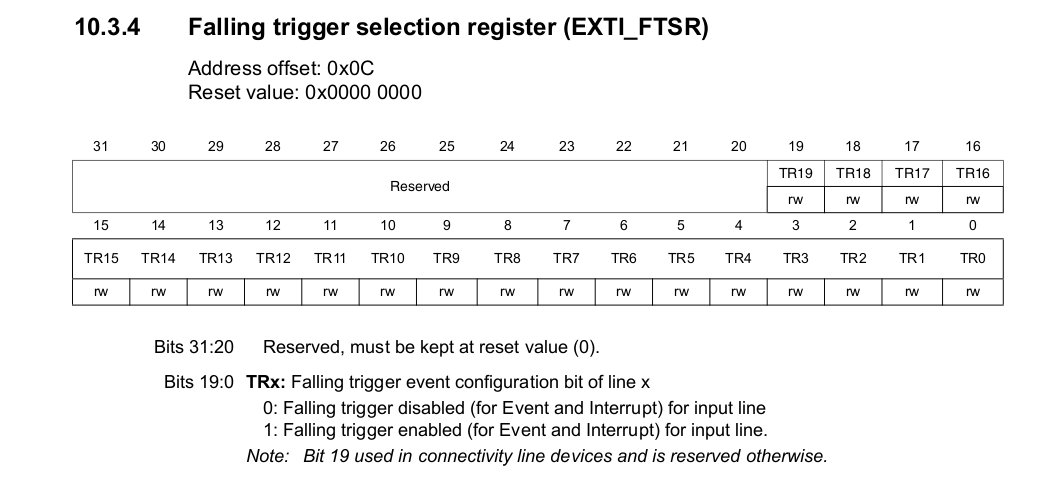 10.3.4 Falling trigger selection register (EXTI_FTSR)
Address offset: 0x0C
Reset value: 0x0000 0000
31 30 29 28 27 26 25 24 23 22 21 20 19 18 17 16
Reserved TR19 TR18 TR17 TR16
rw rw rw rw
15 14 13 12 11 10 9 8 7 6 5 4 3 2 1 0
TR15 TR14 TR13 TR12 TR11 TR10 TR9 TR8 TR7 TR6 TR5 TR4 TR3 TR2 TR1 TR0
rw rw rw rw rw rw rw rw rw rw rw rw rw rw rw rw
Bits 31:20 Reserved, must be kept at reset value (0).
Bits 19:0 TRx: Falling trigger event configuration bit of line x
0: Falling trigger disabled (for Event and Interrupt) for input line
1: Falling trigger enabled (for Event and Interrupt) for input line.
Note: Bit 19 used in connectivity line devices and is reserved otherwise.